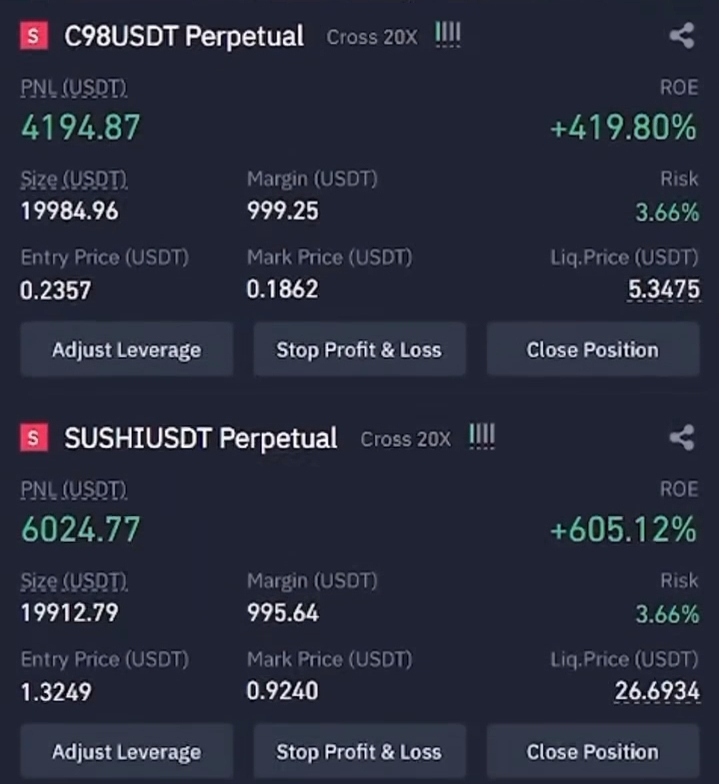 S C98USDT Perpetual Cross 20X
PNL (USDT) ROE
4194.87 +419.80%
Size (USDT) Margin (USDT) Risk
19984.96 999.25 3.66%
Entry Price (USDT) Mark Price (USDT) Liq.Price (USDT)
0.2357 0.1862 5.3475
Adjust Leverage Stop Profit & Loss Close Position
S SUSHIUSDT Perpetual Cross 20X
PNL (USDT) ROE
6024.77 +605.12%
Size (USDT) Margin (USDT) Risk
19912.79 995.64 3.66%
Entry Price (USDT) Mark Price (USDT) Liq.Price (USDT)
1.3249 0.9240 26.6934
Adjust Leverage Stop Profit & Loss Close Position